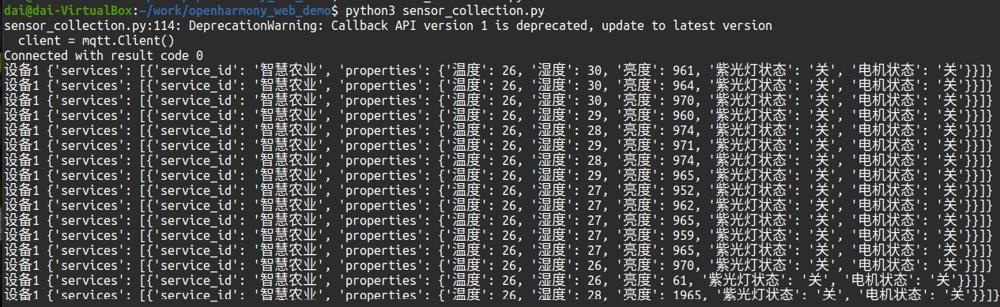 dai@dai-VirtualBox:~/work/openharmony_web_demo$ python3 sensor_collection.py
sensor_collection.py:114: DeprecationWarning: Callback API version 1 is deprecated, update to latest version
  client = mqtt.Client()
Connected with result code 0
设备1 {'services': [{'service_id': '智慧农业', 'properties': {'温度': 26, '湿度': 30, '亮度': 961, '紫光灯状态': '关', '电机状态': '关'}}]}
设备1 {'services': [{'service_id': '智慧农业', 'properties': {'温度': 26, '湿度': 30, '亮度': 964, '紫光灯状态': '关', '电机状态': '关'}}]}
设备1 {'services': [{'service_id': '智慧农业', 'properties': {'温度': 26, '湿度': 30, '亮度': 970, '紫光灯状态': '关', '电机状态': '关'}}]}
设备1 {'services': [{'service_id': '智慧农业', 'properties': {'温度': 26, '湿度': 29, '亮度': 960, '紫光灯状态': '关', '电机状态': '关'}}]}
设备1 {'services': [{'service_id': '智慧农业', 'properties': {'温度': 26, '湿度': 28, '亮度': 974, '紫光灯状态': '关', '电机状态': '关'}}]}
设备1 {'services': [{'service_id': '智慧农业', 'properties': {'温度': 26, '湿度': 29, '亮度': 971, '紫光灯状态': '关', '电机状态': '关'}}]}
设备1 {'services': [{'service_id': '智慧农业', 'properties': {'温度': 26, '湿度': 28, '亮度': 974, '紫光灯状态': '关', '电机状态': '关'}}]}
设备1 {'services': [{'service_id': '智慧农业', 'properties': {'温度': 26, '湿度': 29, '亮度': 965, '紫光灯状态': '关', '电机状态': '关'}}]}
设备1 {'services': [{'service_id': '智慧农业', 'properties': {'温度': 26, '湿度': 27, '亮度': 952, '紫光灯状态': '关', '电机状态': '关'}}]}
设备1 {'services': [{'service_id': '智慧农业', 'properties': {'温度': 26, '湿度': 27, '亮度': 962, '紫光灯状态': '关', '电机状态': '关'}}]}
设备1 {'services': [{'service_id': '智慧农业', 'properties': {'温度': 26, '湿度': 27, '亮度': 965, '紫光灯状态': '关', '电机状态': '关'}}]}
设备1 {'services': [{'service_id': '智慧农业', 'properties': {'温度': 26, '湿度': 27, '亮度': 959, '紫光灯状态': '关', '电机状态': '关'}}]}
设备1 {'services': [{'service_id': '智慧农业', 'properties': {'温度': 26, '湿度': 27, '亮度': 965, '紫光灯状态': '关', '电机状态': '关'}}]}
设备1 {'services': [{'service_id': '智慧农业', 'properties': {'温度': 26, '湿度': 26, '亮度': 970, '紫光灯状态': '关', '电机状态': '关'}}]}
设备1 {'services': [{'service_id': '智慧农业', 'properties': {'温度': 26, '湿度': 26, '亮度': 61, '紫光灯状态': '关', '电机状态': '关'}}]}
设备1 {'services': [{'service_id': '智慧农业', 'properties': {'温度': 26, '湿度': 28, '亮度': 1965, '紫光灯状态': '关', '电机状态': '关'}}]}